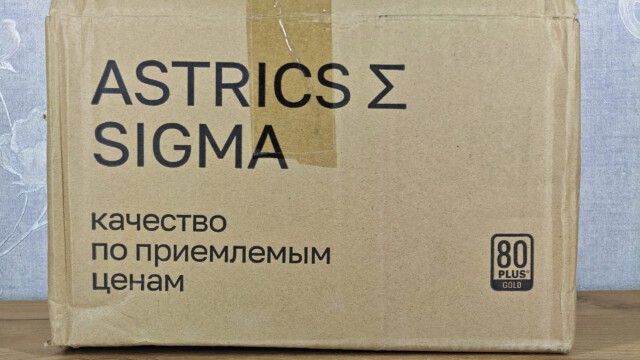 ASTRICS Σ
SIGMA
качество
по приемлемым
ценам
80
PLUS®
GOLD